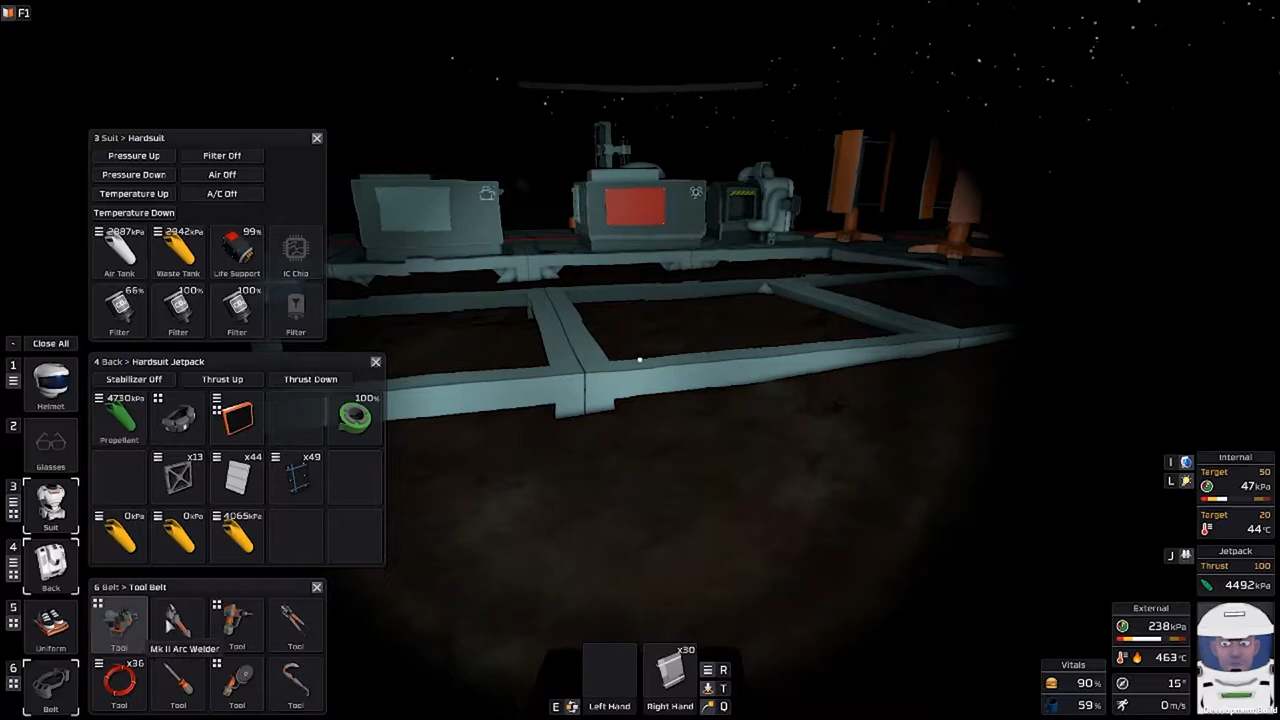 F1
3 Suit > Hardsuit
Pressure Up
Filter Off
Pressure Down
Air Off
Temperature Up
A/C Off
Temperature Down
2887kPa
2942kPa
99%
Air Tank
Waste Tank
Life Support
IC Chip
66%
100%
100%
Filter
Filter
Filter
Filter
- Close All
1
Helmet
2
Glasses
3
Suit
4
Back
5
Uniform
6
Belt
4 Back > Hardsuit Jetpack
Stabilizer Off
Thrust Up
Thrust Down
4730kPa
100%
Propellant
x13
x44
x49
0kPa
0kPa
4065kPa
6 Belt > Tool Belt
Tool
Mk II Arc Welder
Tool
Tool
x36
Tool
Tool
Tool
Tool
x30
R
T
E
Left Hand
Right Hand
Q
Internal
I
Target 50
L
47kPa
Target 20
44°C
Jetpack
J
Thrust 100
4492kPa
External
238kPa
463°C
15°
0m/s
Vitals
90%
59%
Development Build